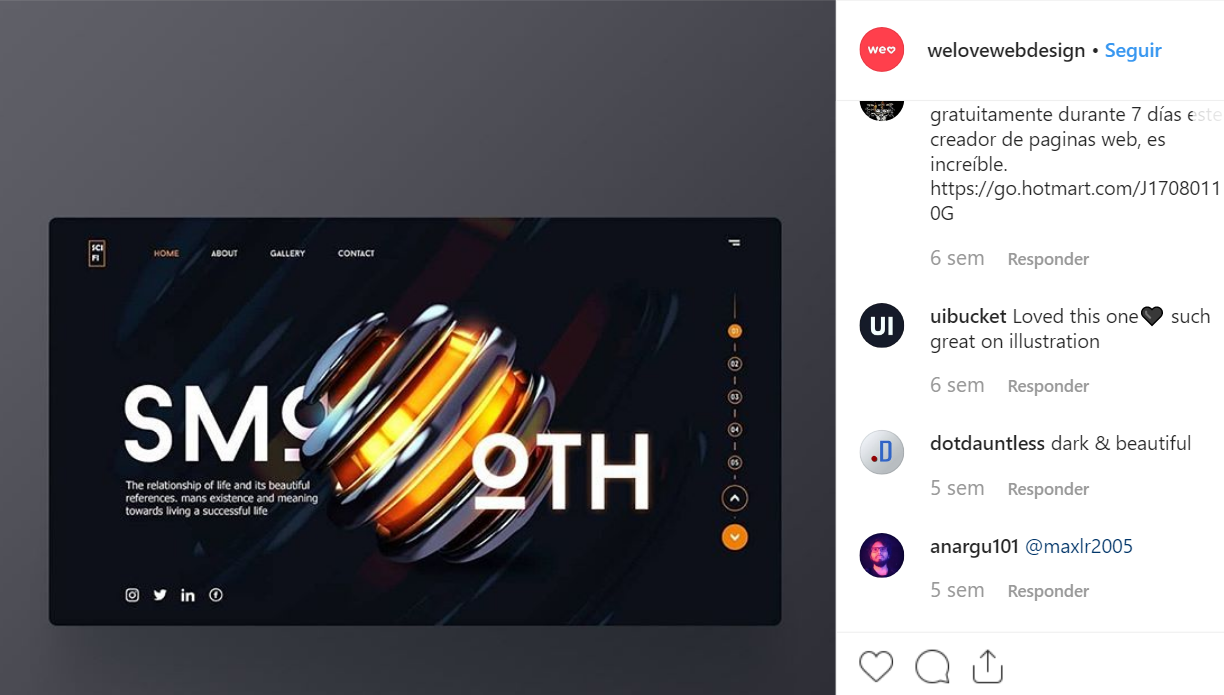 SCI
FI
HOME ABOUT GALLERY CONTACT
01
02
03
04
05
SMO
OTH
The relationship of life and its beautiful
references. mans existence and meaning
towards living a successful life
we
welovewebdesign • Seguir
gratuitamente durante 7 días este
creador de paginas web, es
increíble.
https://go.hotmart.com/J1708011
0G
6 sem Responder
UI
uibucket Loved this one🖤 such
great on illustration
6 sem Responder
.D
dotdauntless dark & beautiful
5 sem Responder
anargu101 @maxlr2005
5 sem Responder